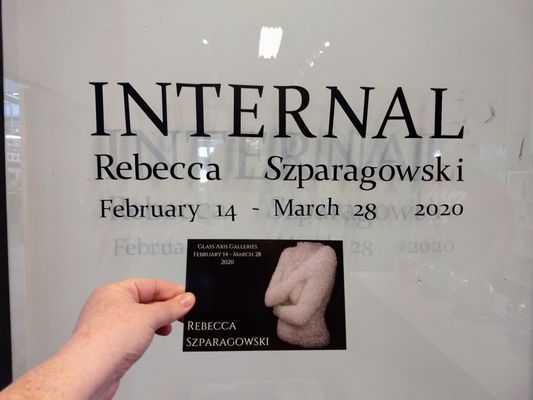 INTERNAL
Rebecca Szparagowski
February 14 - March 28 2020
Glass Axis Galleries
February 14 - March 28
2020
Rebecca
Szparagowski